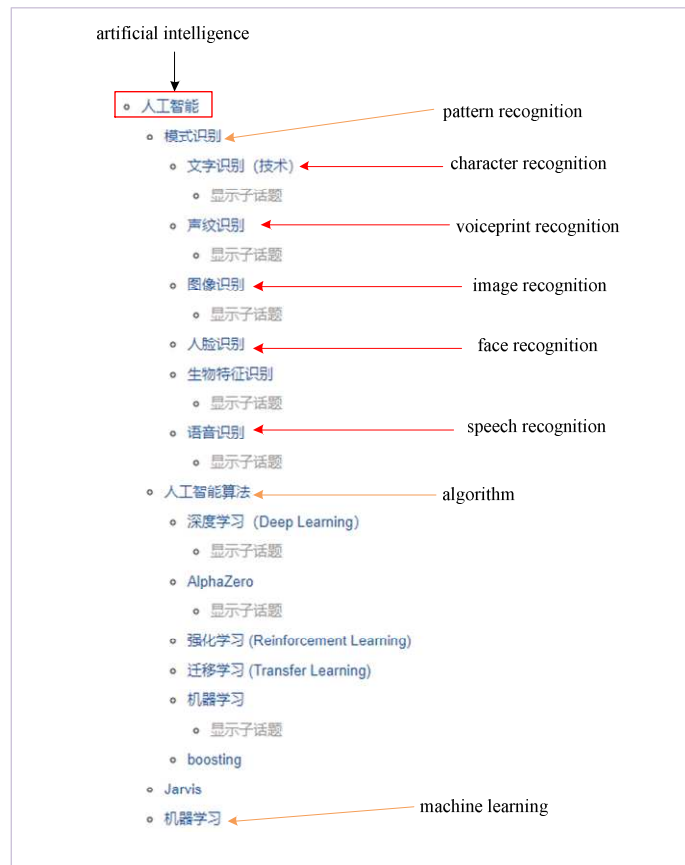 artificial intelligence
人工智能
pattern recognition
模式识别
文字识别（技术） character recognition
显示子话题
声纹识别 voiceprint recognition
显示子话题
图像识别 image recognition
显示子话题
人脸识别 face recognition
生物特征识别
显示子话题
语音识别 speech recognition
显示子话题
人工智能算法 algorithm
深度学习（Deep Learning)
显示子话题
AlphaZero
显示子话题
强化学习 (Reinforcement Learning)
迁移学习 (Transfer Learning)
机器学习
显示子话题
boosting
Jarvis
机器学习 machine learning